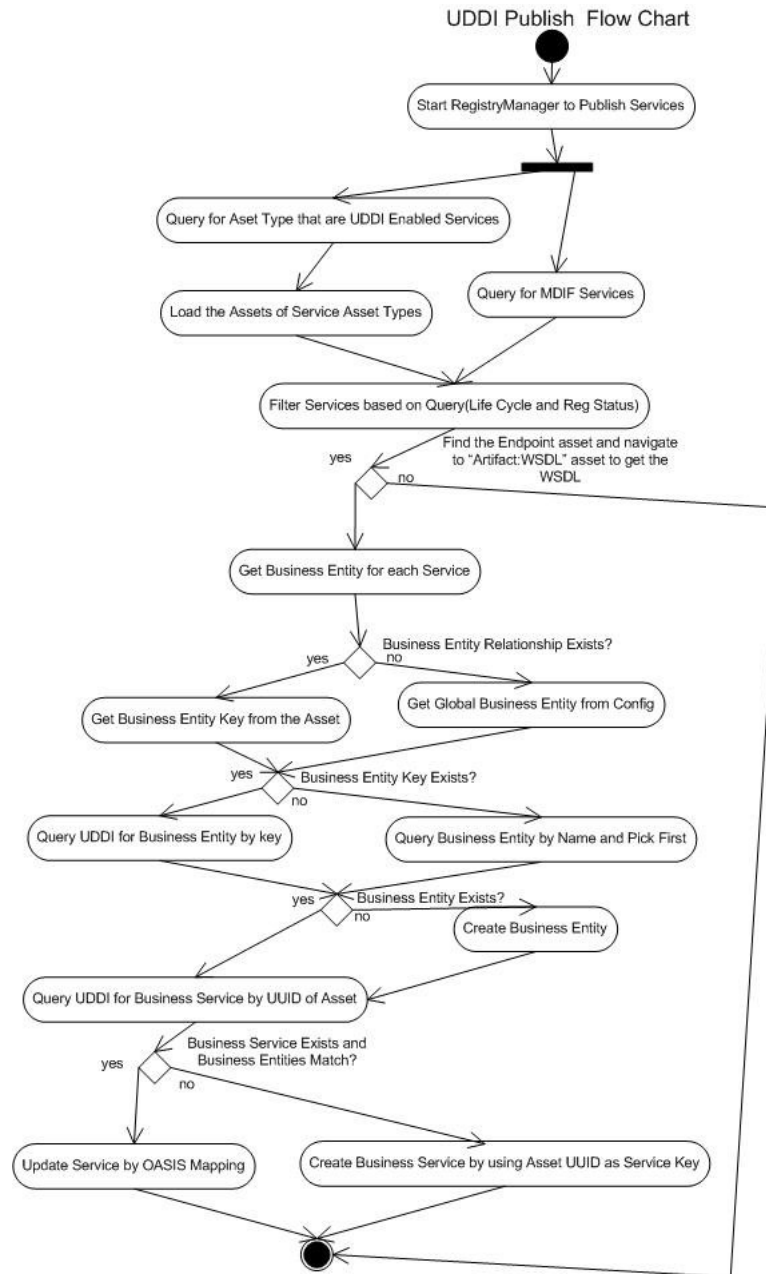 UDDI Publish  Flow Chart
Start RegistryManager to Publish Services
Query for Aset Type that are UDDI Enabled Services
Query for MDIF Services
Load the Assets of Service Asset Types
Filter Services based on Query(Life Cycle and Reg Status)
Find the Endpoint asset and navigate
to “Artifact:WSDL” asset to get the
WSDL
yes
no
Get Business Entity for each Service
Business Entity Relationship Exists?
yes
no
Get Business Entity Key from the Asset
Get Global Business Entity from Config
yes
Business Entity Key Exists?
no
Query UDDI for Business Entity by key
Query Business Entity by Name and Pick First
yes
Business Entity Exists?
no
Create Business Entity
Query UDDI for Business Service by UUID of Asset
Business Service Exists and
Business Entities Match?
yes
no
Update Service by OASIS Mapping
Create Business Service by using Asset UUID as Service Key